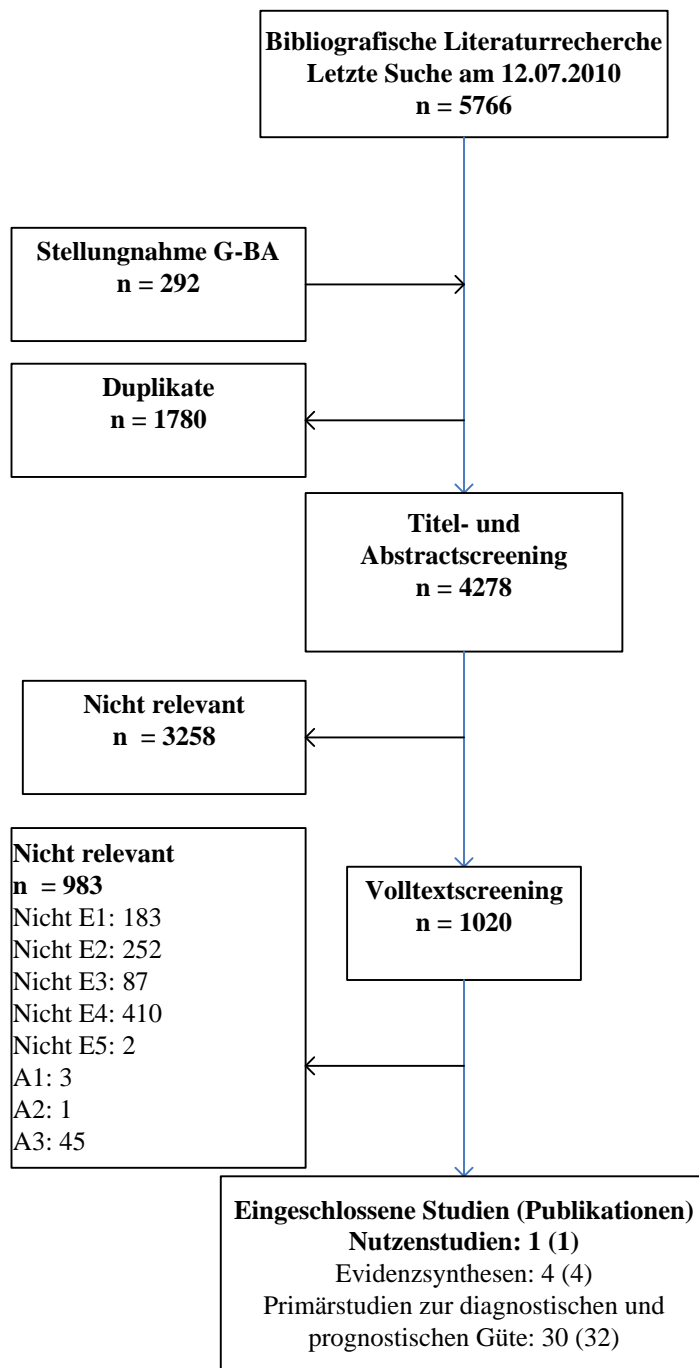 Bibliografische Literaturrecherche
Letzte Suche am 12.07.2010
n = 5766
Stellungnahme G-BA
n = 292
Duplikate
n = 1780
Titel- und
Abstractscreening
n = 4278
Nicht relevant
n = 3258
Nicht relevant
n = 983
Nicht E1: 183
Nicht E2: 252
Nicht E3: 87
Nicht E4: 410
Nicht E5: 2
A1: 3
A2: 1
A3: 45
Volltextscreening
n = 1020
Eingeschlossene Studien (Publikationen)
Nutzenstudien: 1 (1)
Evidenzsynthesen: 4 (4)
Primärstudien zur diagnostischen und
prognostischen Güte: 30 (32)